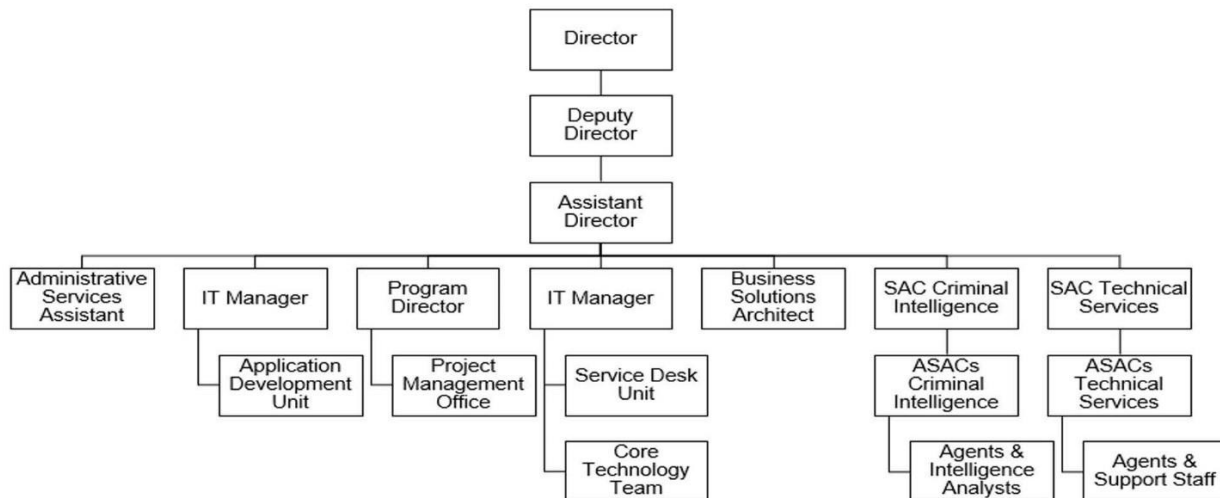 Director
Deputy
Director
Assistant
Director
Administrative
Services
Assistant
IT Manager
Program
Director
IT Manager
Business
Solutions
Architect
SAC Criminal
Intelligence
SAC Technical
Services
Application
Development
Unit
Project
Management
Office
Service Desk
Unit
ASACs
Criminal
Intelligence
ASACs
Technical
Services
Core
Technology
Team
Agents &
Intelligence
Analysts
Agents &
Support Staff